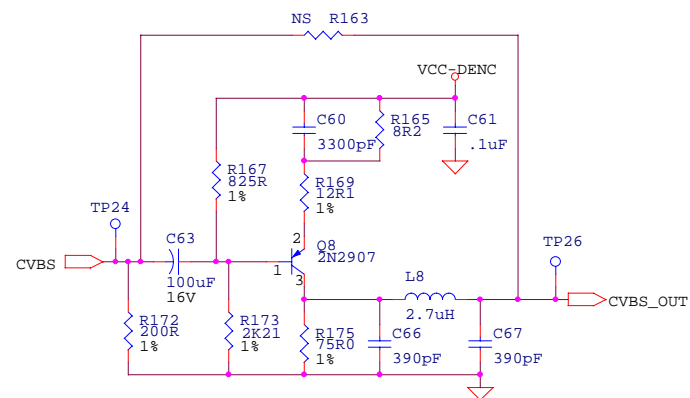 NS R163
VCC-DENC
C60
3300pF
R165
8R2
C61
.1uF
R167
825R
1%
R169
12R1
1%
TP24
C63
100uF
16V
CVBS
2
1
3
Q8
2N2907
TP26
L8
2.7uH
CVBS_OUT
R172
200R
1%
R173
2K21
1%
R175
75R0
1%
C66
390pF
C67
390pF